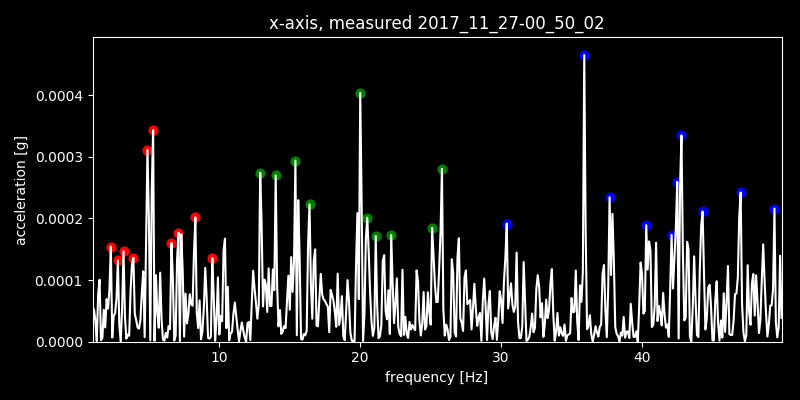 x-axis, measured 2017_11_27-00_50_02
acceleration [g]
0.0004
0.0003
0.0002
0.0001
0.0000
10 20 30 40
frequency [Hz]